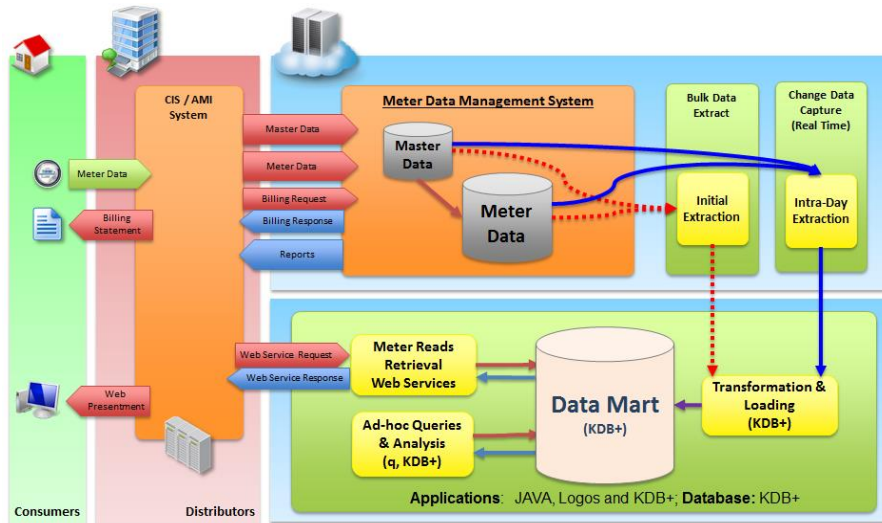 CIS / AMI
System
Meter Data
Billing
Statement
Web
Presentment
Consumers
Distributors
Master Data
Meter Data
Billing Request
Billing Response
Reports
Meter Data Management System
Master
Data
Meter
Data
Bulk Data
Extract
Initial
Extraction
Change Data
Capture
(Real Time)
Intra-Day
Extraction
Web Service Request
Web Service Response
Meter Reads
Retrieval
Web Services
Ad-hoc Queries
& Analysis
(q, KDB+)
Data Mart
(KDB+)
Transformation &
Loading
(KDB+)
Applications: JAVA, Logos and KDB+; Database: KDB+